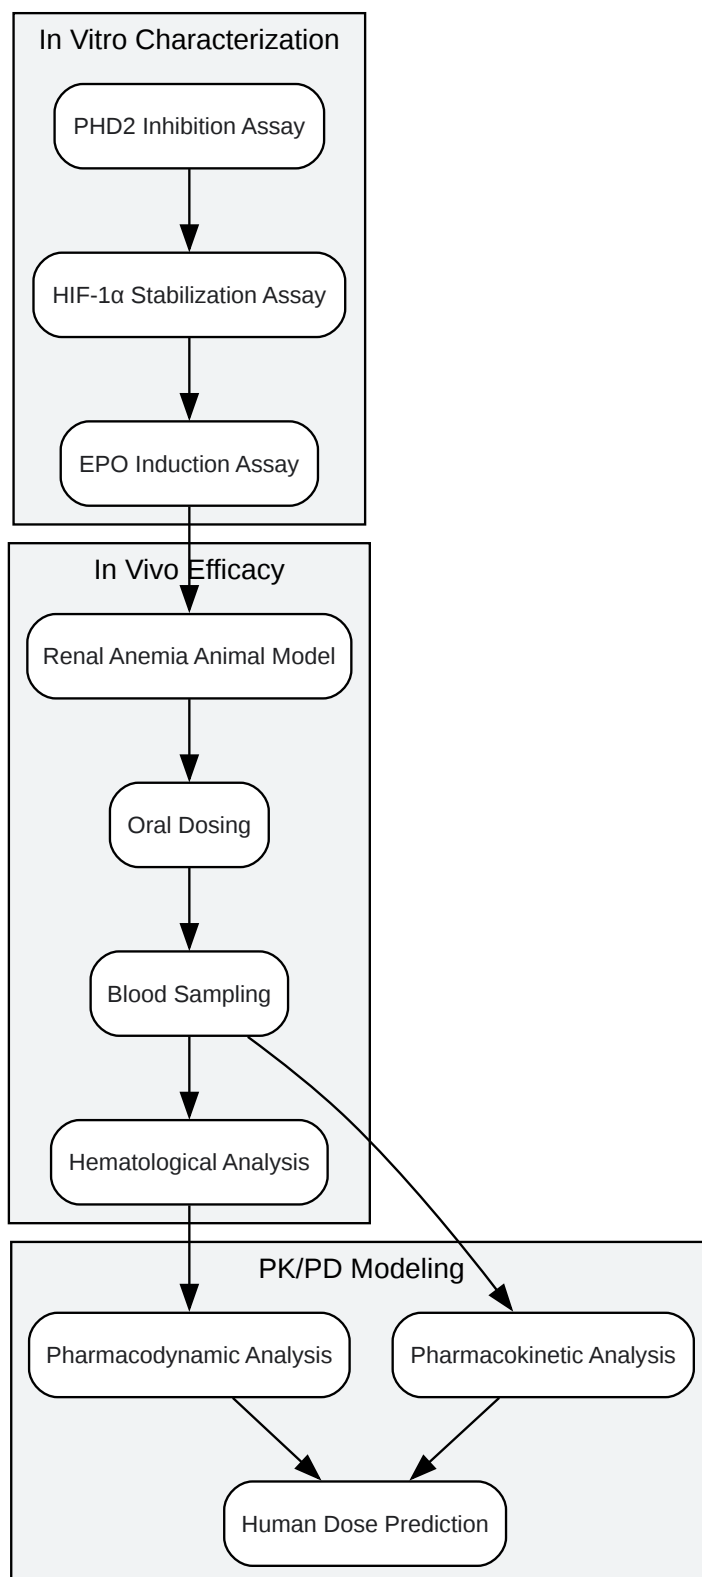 In Vitro Characterization
PHD2 Inhibition Assay
HIF-1α Stabilization Assay
EPO Induction Assay
In Vivo Efficacy
Renal Anemia Animal Model
Oral Dosing
Blood Sampling
Hematological Analysis
PK/PD Modeling
Pharmacodynamic Analysis
Pharmacokinetic Analysis
Human Dose Prediction